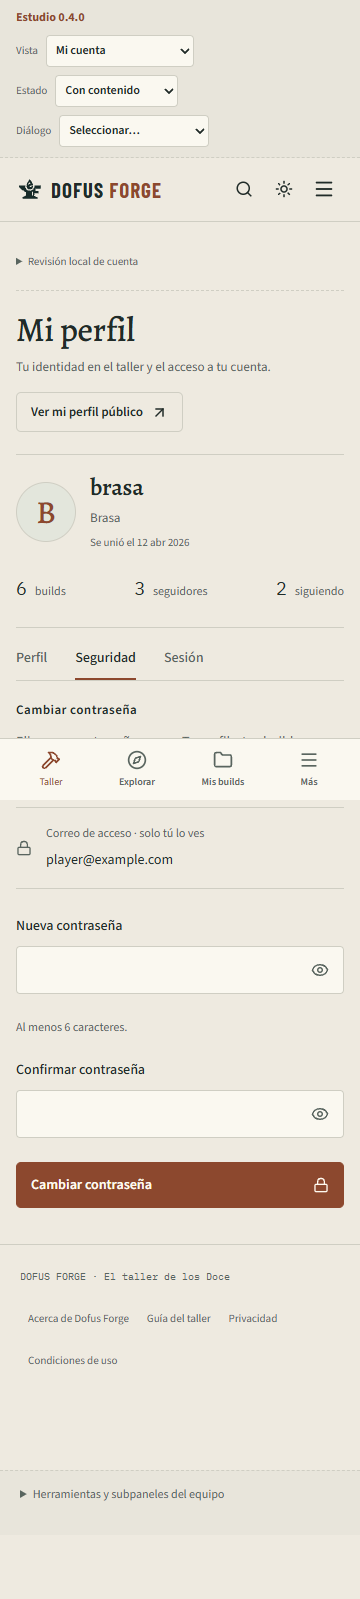 Estudio 0.4.0
Vista Mi cuenta
Estado Con contenido
Diálogo Seleccionar...
DOFUS FORGE
Revisión local de cuenta
Mi perfil
Tu identidad en el taller y el acceso a tu cuenta.
Ver mi perfil público
B
brasa
Brasa
Se unió el 12 abr 2026
6 builds 3 seguidores 2 siguiendo
Perfil Seguridad Sesión
Cambiar contraseña
Taller Explorar Mis builds Más
Correo de acceso · solo tú lo ves
player@example.com
Nueva contraseña
Al menos 6 caracteres.
Confirmar contraseña
Cambiar contraseña
DOFUS FORGE · El taller de los Doce
Acerca de Dofus Forge Guía del taller Privacidad
Condiciones de uso
Herramientas y subpaneles del equipo